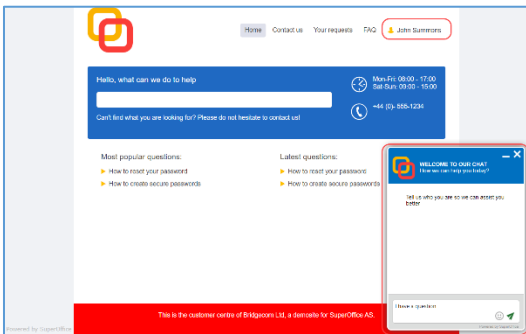 Home Contact us Your requests FAQ John Summons
Hello, what can we do to help
Mon-Fri: 08:00 - 17:00
Sat-Sun: 09:00 - 15:00
+44 (0)- 555-1234
Can't find what you are looking for? Please do not hesitate to contact us!
Most popular questions:
How to reset your password
How to create secure passwords
Latest questions:
How to reset your password
How to create secure passwords
WELCOME TO OUR CHAT
How we can help you today?
Tell us who you are so we can assist you
better
I have a question
Powered by SuperOffice
This is the customer centre of Bridgecom Ltd, a demosite for SuperOffice AS.
Powered by SuperOffice